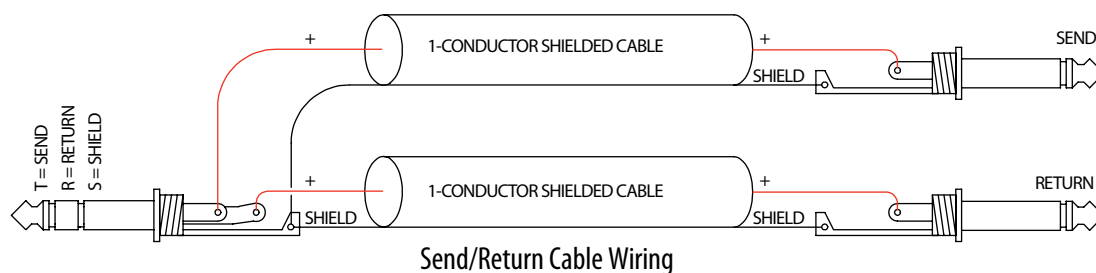 +
1-CONDUCTOR SHIELDED CABLE
+
SHIELD
SEND
T = SEND
R = RETURN
S = SHIELD
+
SHIELD
1-CONDUCTOR SHIELDED CABLE
+
SHIELD
RETURN
Send/Return Cable Wiring